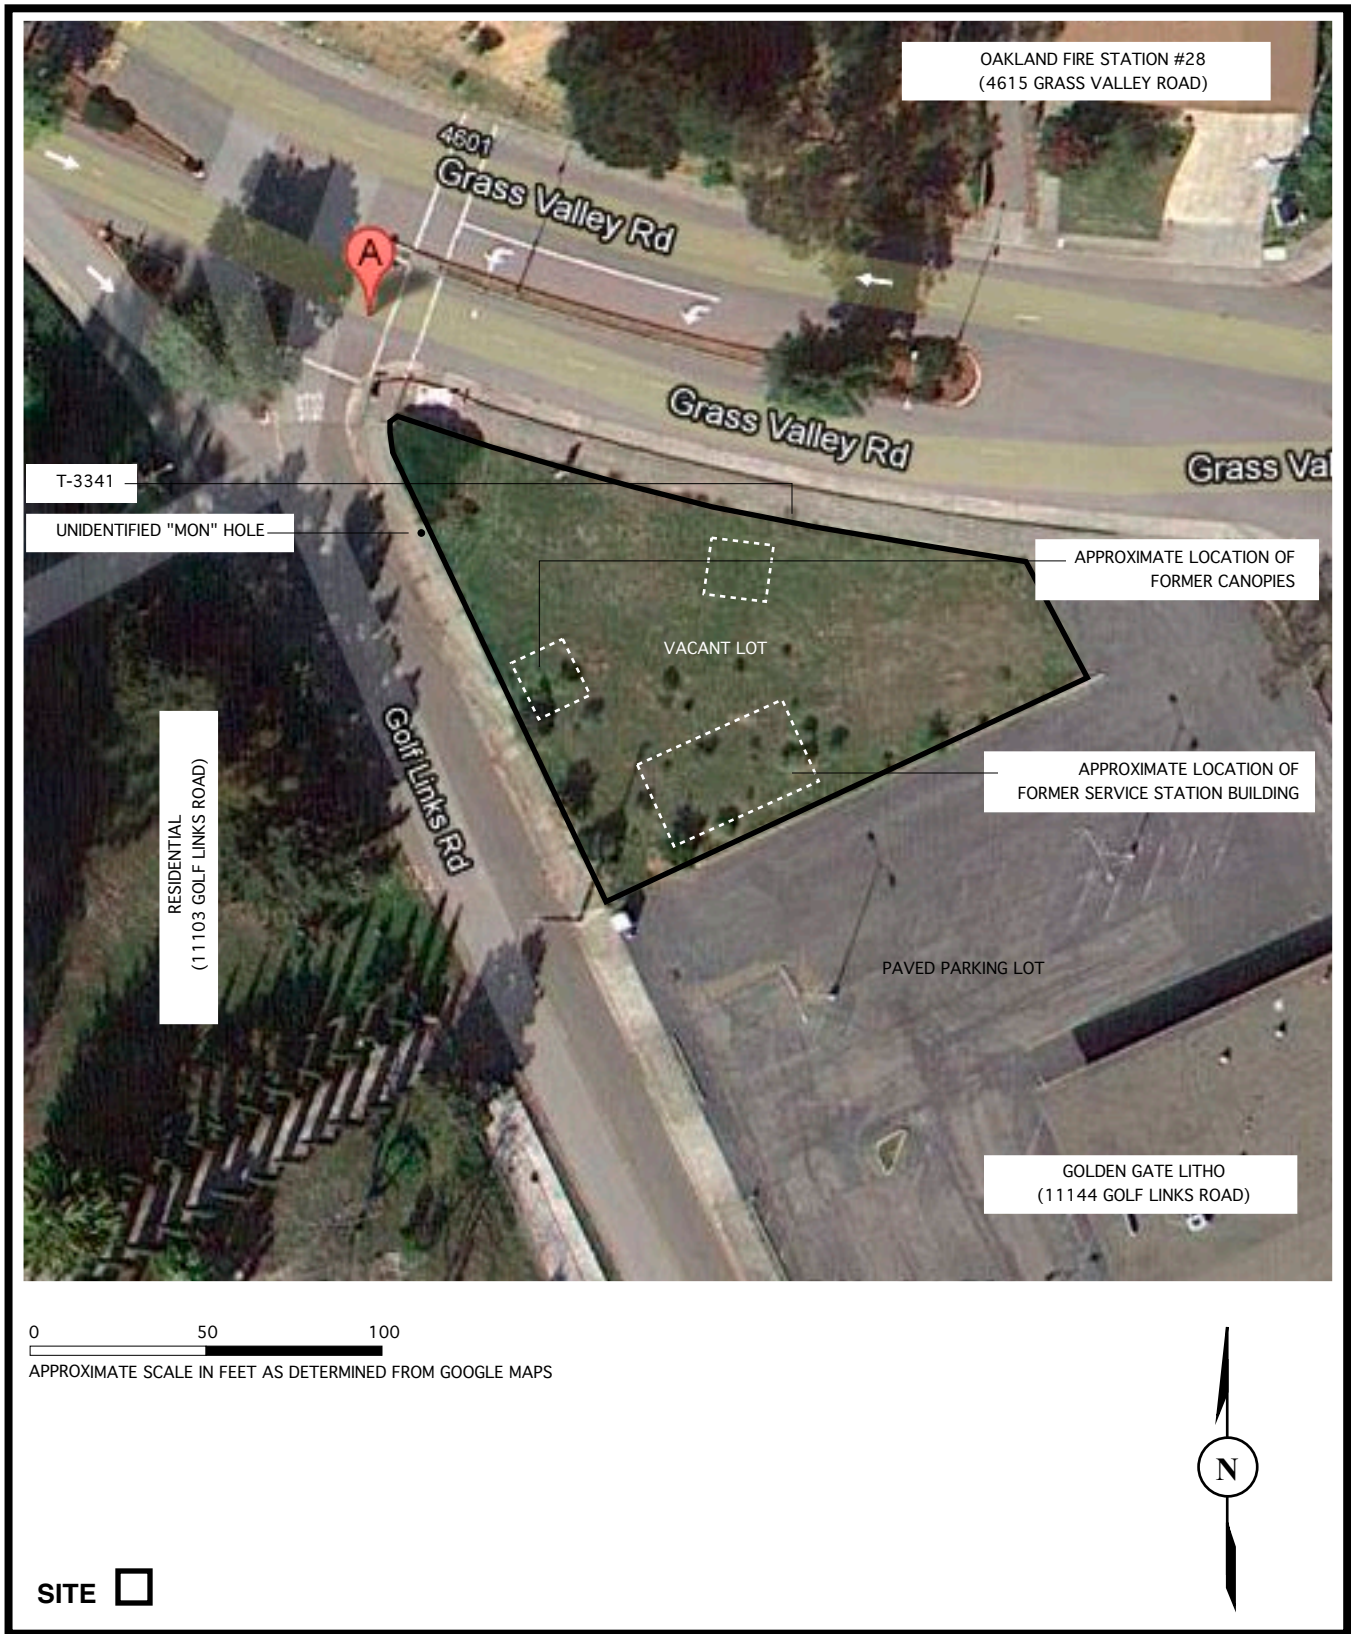 OAKLAND FIRE STATION #28
(4615 GRASS VALLEY ROAD)
4601
Grass Valley Rd
A
Grass Valley Rd
Grass Val
T-3341
UNIDENTIFIED "MON" HOLE
APPROXIMATE LOCATION OF
FORMER CANOPIES
VACANT LOT
Golf Links Rd
RESIDENTIAL
(11103 GOLF LINKS ROAD)
APPROXIMATE LOCATION OF
FORMER SERVICE STATION BUILDING
PAVED PARKING LOT
GOLDEN GATE LITHO
(11144 GOLF LINKS ROAD)
0 50 100
APPROXIMATE SCALE IN FEET AS DETERMINED FROM GOOGLE MAPS
N
SITE